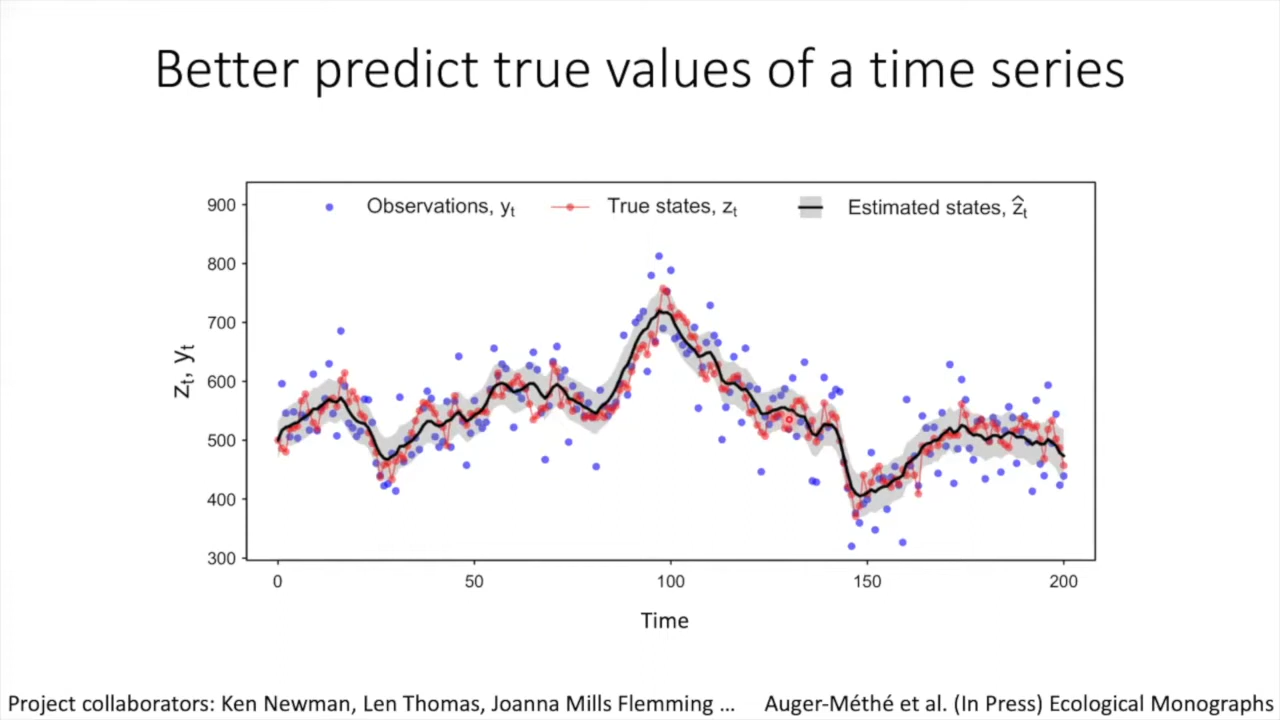 Better predict true values of a time series
Observations, yt
True states, zt
Estimated states, ẑt
900
800
700
600
500
400
300
zt, yt
0
50
100
150
200
Time
Project collaborators: Ken Newman, Len Thomas, Joanna Mills Flemming …
Auger-Méthé et al. (In Press) Ecological Monographs